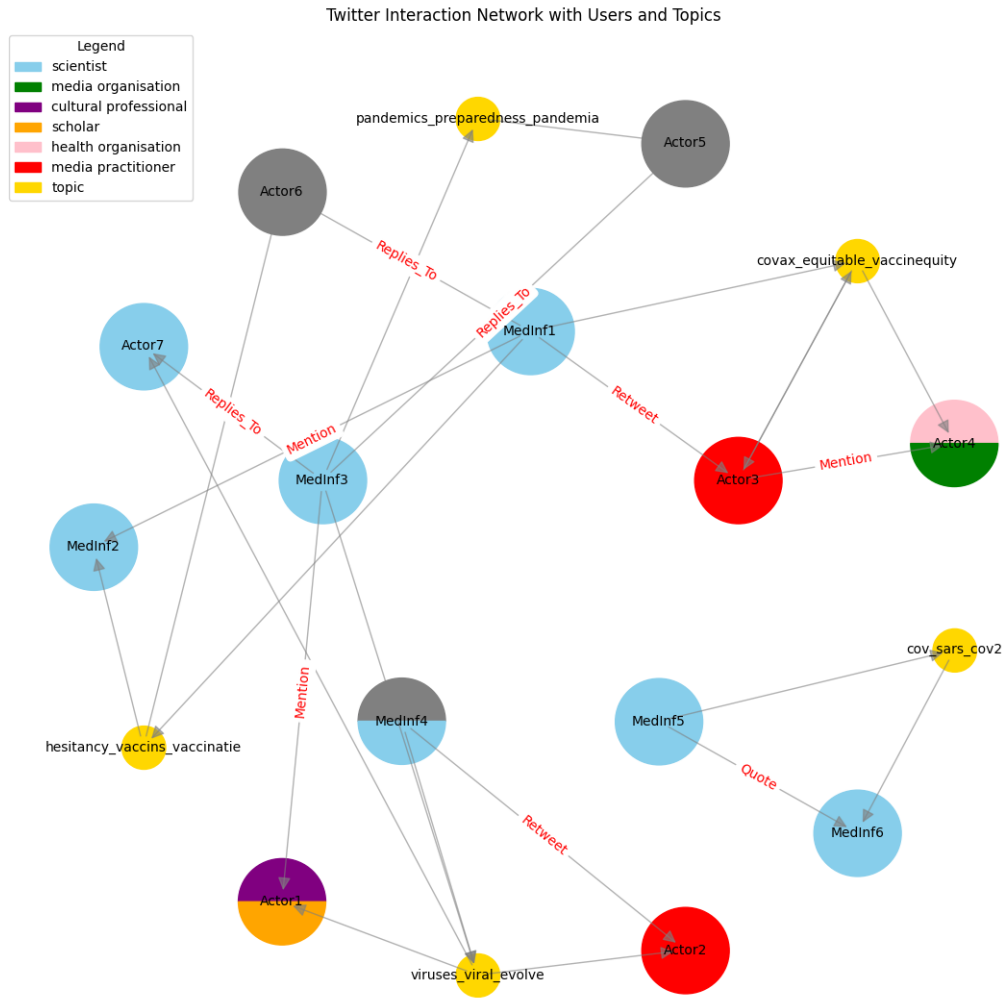 Twitter Interaction Network with Users and Topics
Legend
scientist
media organisation
cultural professional
scholar
health organisation
media practitioner
topic
pandemics_preparedness_pandemia
Actor5
Actor6
Replies_To
covax_equitable_vaccinequity
Replies_To
MedInf1
Actor7
Replies_To
Retweet
Mention
Actor4
Mention
MedInf3
Actor3
MedInf2
cov_sars_cov2
Mention
MedInf4
MedInf5
hesitancy_vaccins_vaccinatie
Quote
Retweet
MedInf6
Actor1
Actor2
viruses_viral_evolve